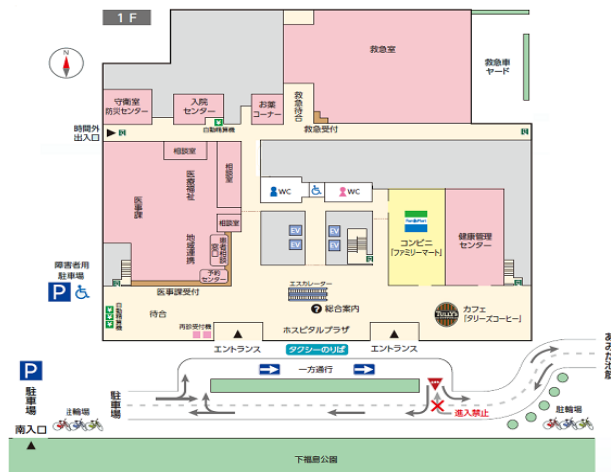 1F
救急室
救急車
ヤード
守衛室
防災センター
入院
センター
お薬
コーナー
救急待合
時間外
出入口
自動精算機
救急受付
相談室
医療福祉
相談室
WC
WC
医事課
相談室
地域連携
患者相談
室
予約
センター
EV
EV
EV
EV
EV
EV
FamilyMart
コンビニ
「ファミリーマート」
健康管理
センター
障害者用
駐車場
P
医事課受付
エスカレーター
自動精算機
待合
?総合案内
TULLY'S
カフェ
「タリーズコーヒー」
再診受付機
ホスピタルプラザ
エントランス
タクシーのりば
エントランス
あみだ池筋
P
駐車場
一方通行
駐輪場
駐車場
進入禁止
駐輪場
南入口
下福島公園